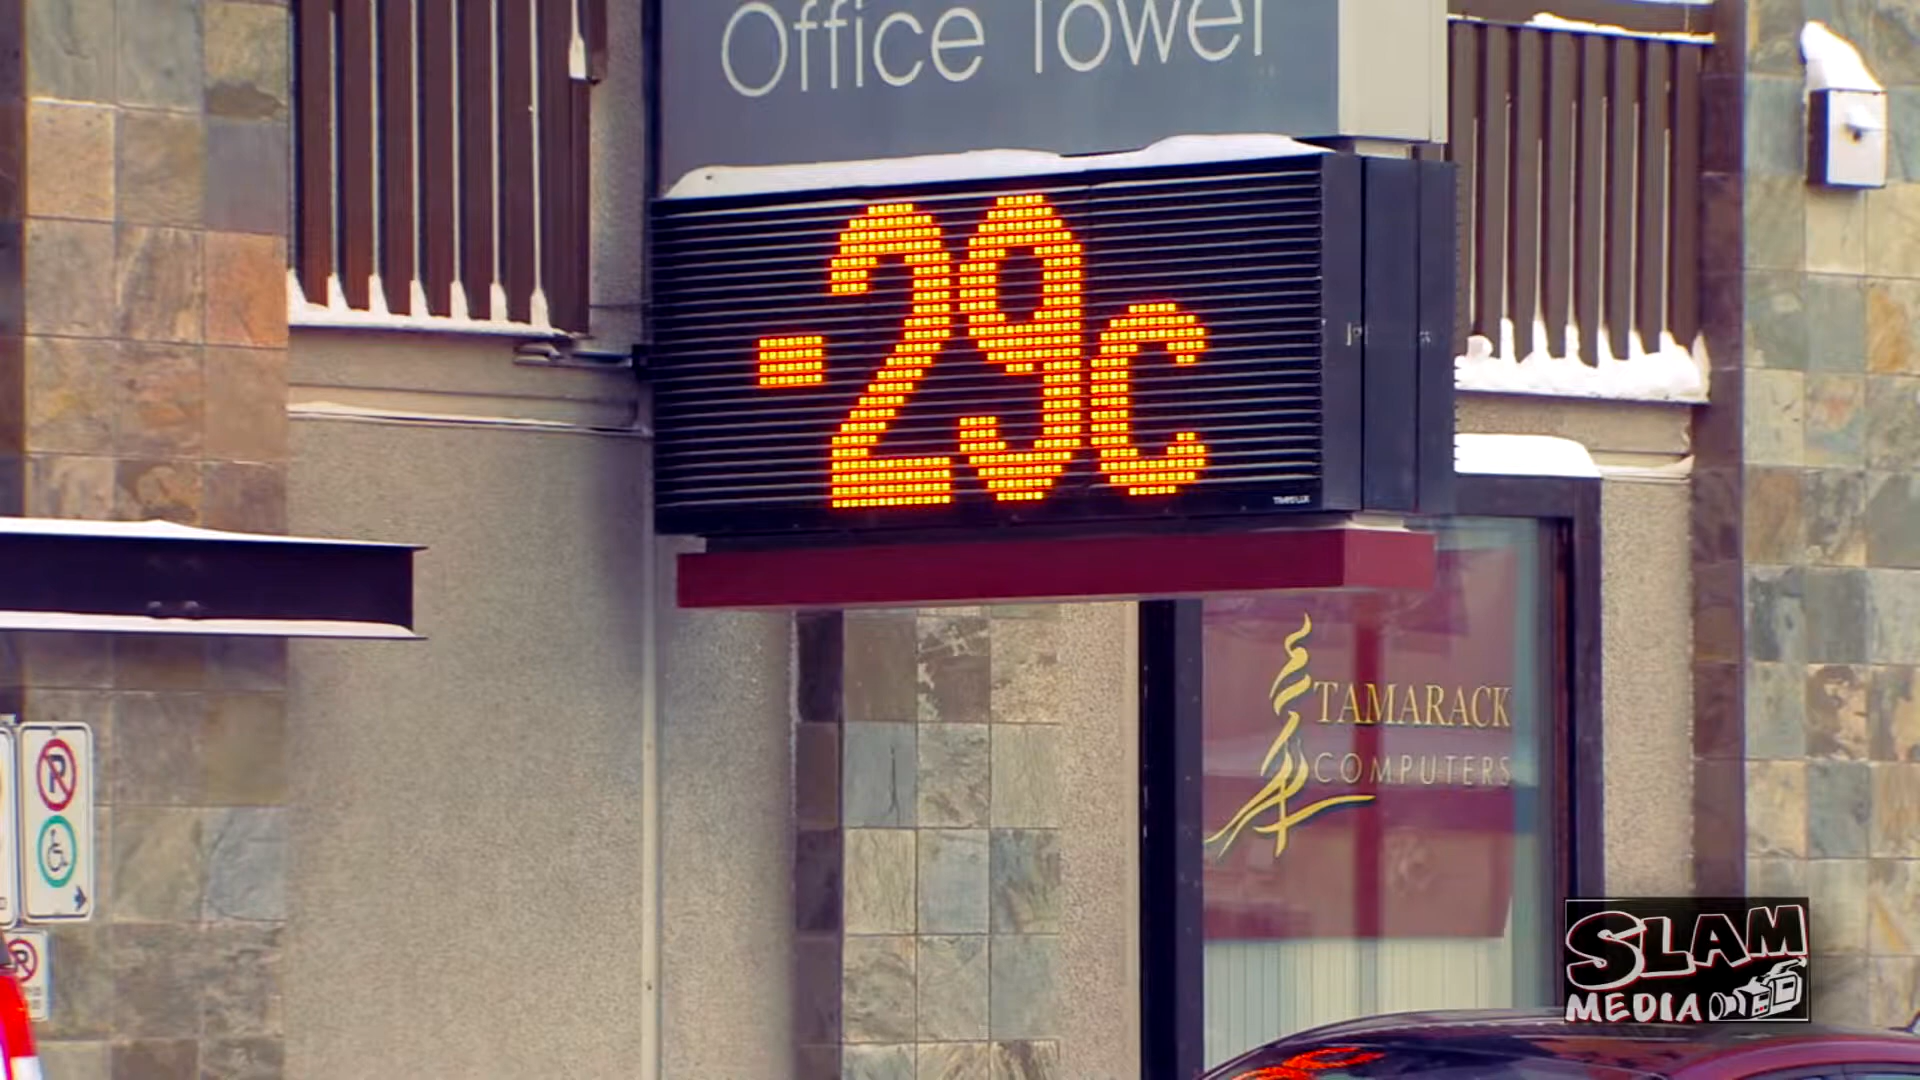 Office Tower
-29c
TAMARACK
COMPUTERS
P
SLAM
MEDIA